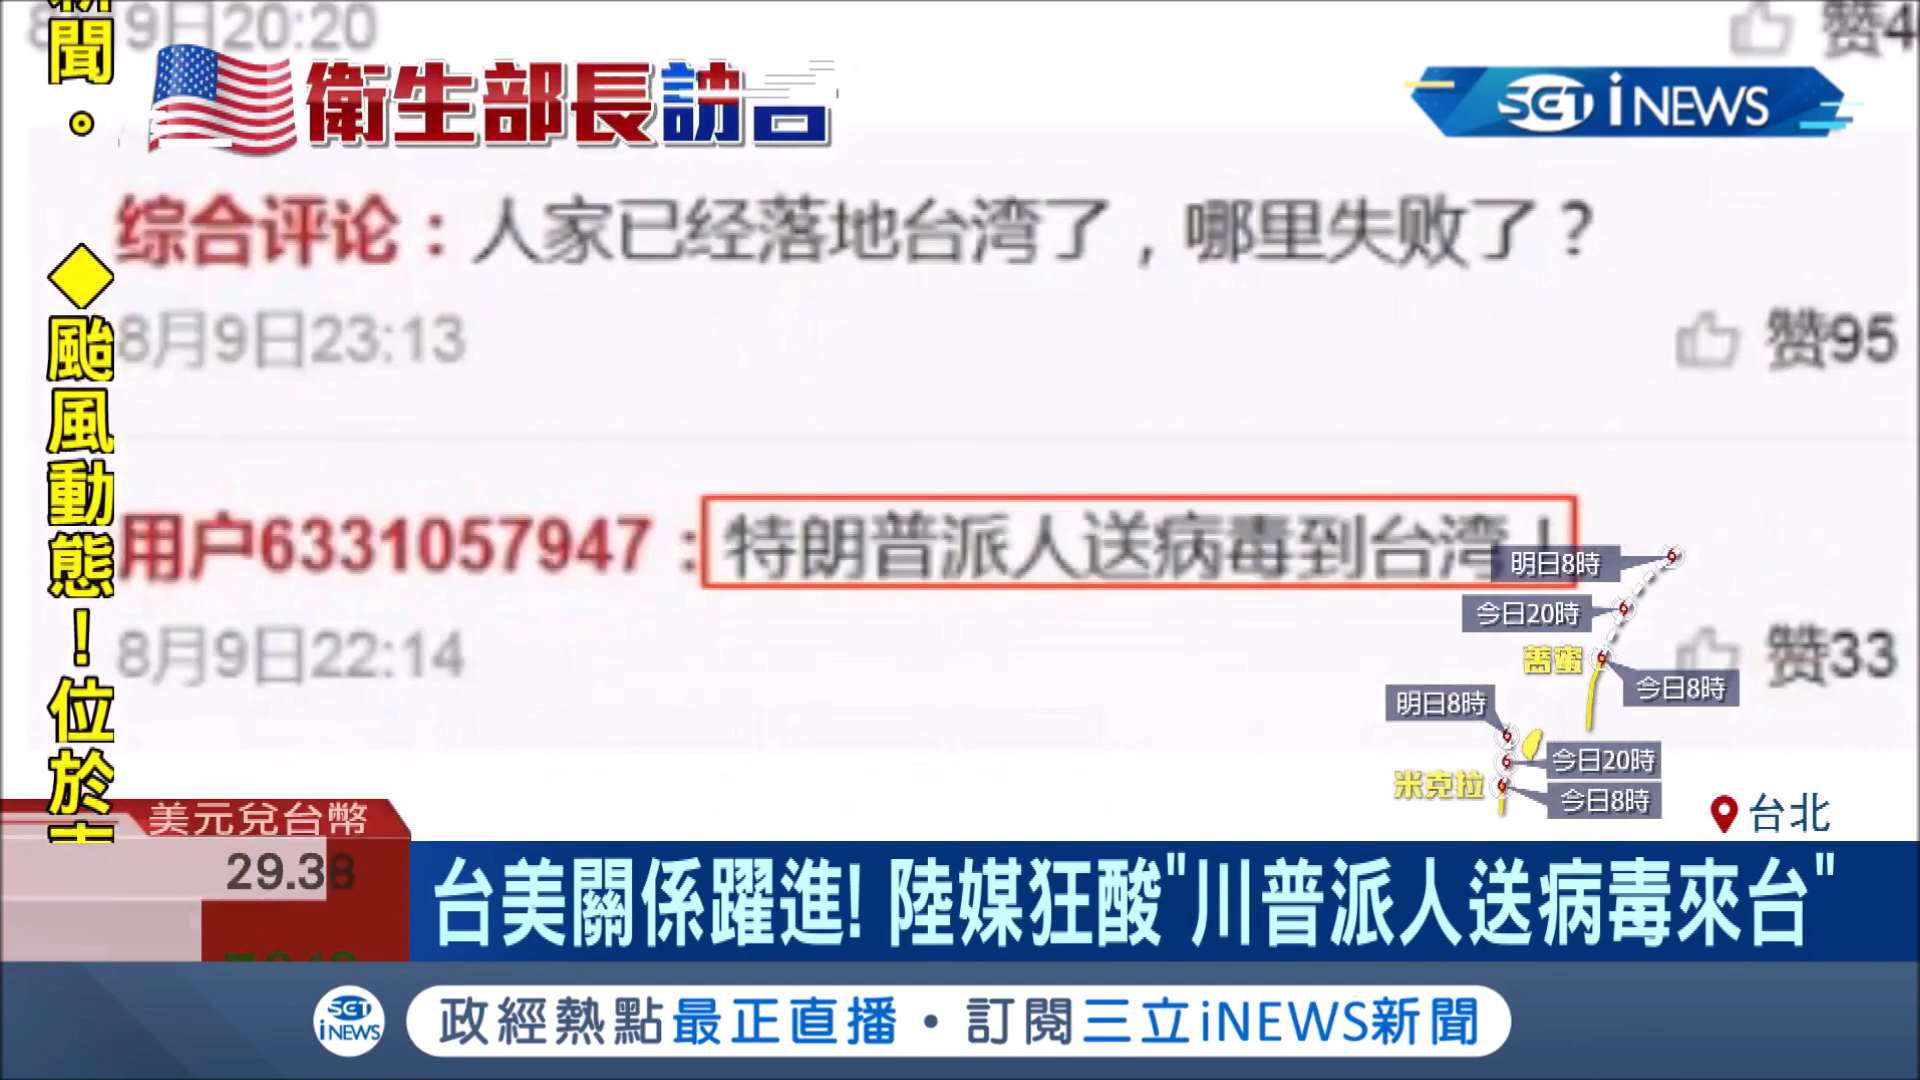 聞。
◆颱風動態！位於
8月9日20:20
赞4
衛生部長訪台
SET iNEWS
综合评论：人家已经落地台湾了，哪里失败了？
8月9日23:13
赞95
用户6331057947：特朗普派人送病毒到台湾！
8月9日22:14
赞33
明日8時
今日20時
薔蜜
今日8時
明日8時
今日20時
米克拉
今日8時
台北
美元兌台幣
29.38
台美關係躍進! 陸媒狂酸"川普派人送病毒來台"
SET iNEWS
政經熱點最正直播・訂閱三立iNEWS新聞